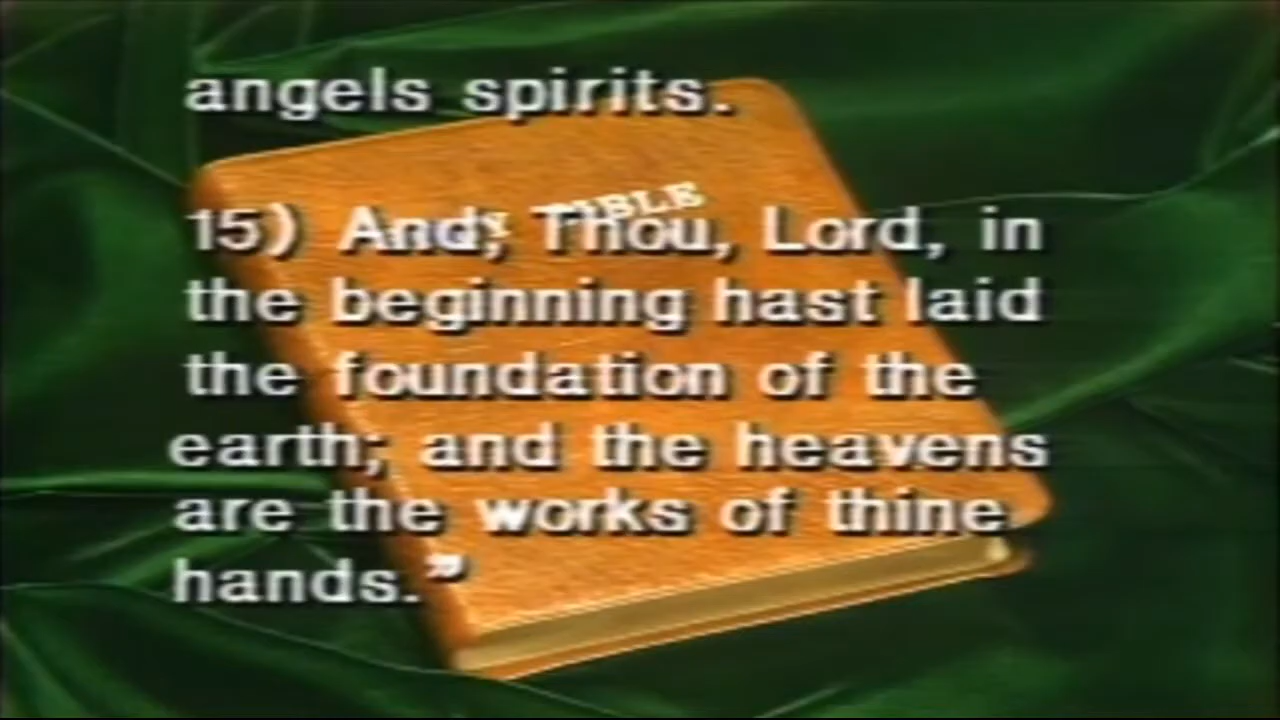 angels spirits.
BIBLE
15) And; Thou, Lord, in
the beginning hast laid
the foundation of the
earth; and the heavens
are the works of thine
hands.”